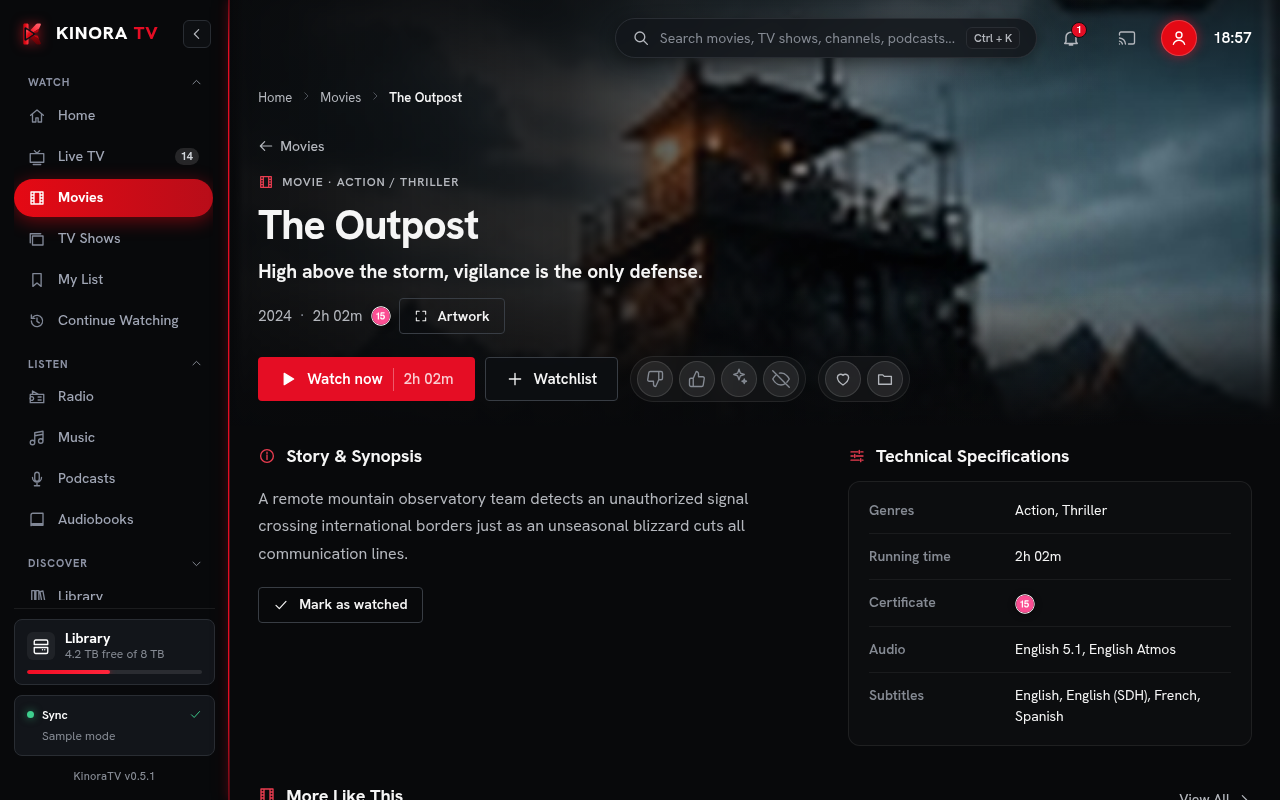 KINORA TV
WATCH
Home
Live TV 14
Movies
TV Shows
My List
Continue Watching
LISTEN
Radio
Music
Podcasts
Audiobooks
DISCOVER
Library
Library
4.2 TB free of 8 TB
Sync
Sample mode
KinoraTV v0.5.1
Search movies, TV shows, channels, podcasts... Ctrl + K
1
18:57
Home Movies The Outpost
Movies
MOVIE · ACTION / THRILLER
The Outpost
High above the storm, vigilance is the only defense.
2024 · 2h 02m 15 Artwork
Watch now 2h 02m Watchlist
Story & Synopsis
A remote mountain observatory team detects an unauthorized signal
crossing international borders just as an unseasonal blizzard cuts all
communication lines.
Mark as watched
Technical Specifications
Genres Action, Thriller
Running time 2h 02m
Certificate 15
Audio English 5.1, English Atmos
Subtitles English, English (SDH), French,
Spanish
More Like This View All